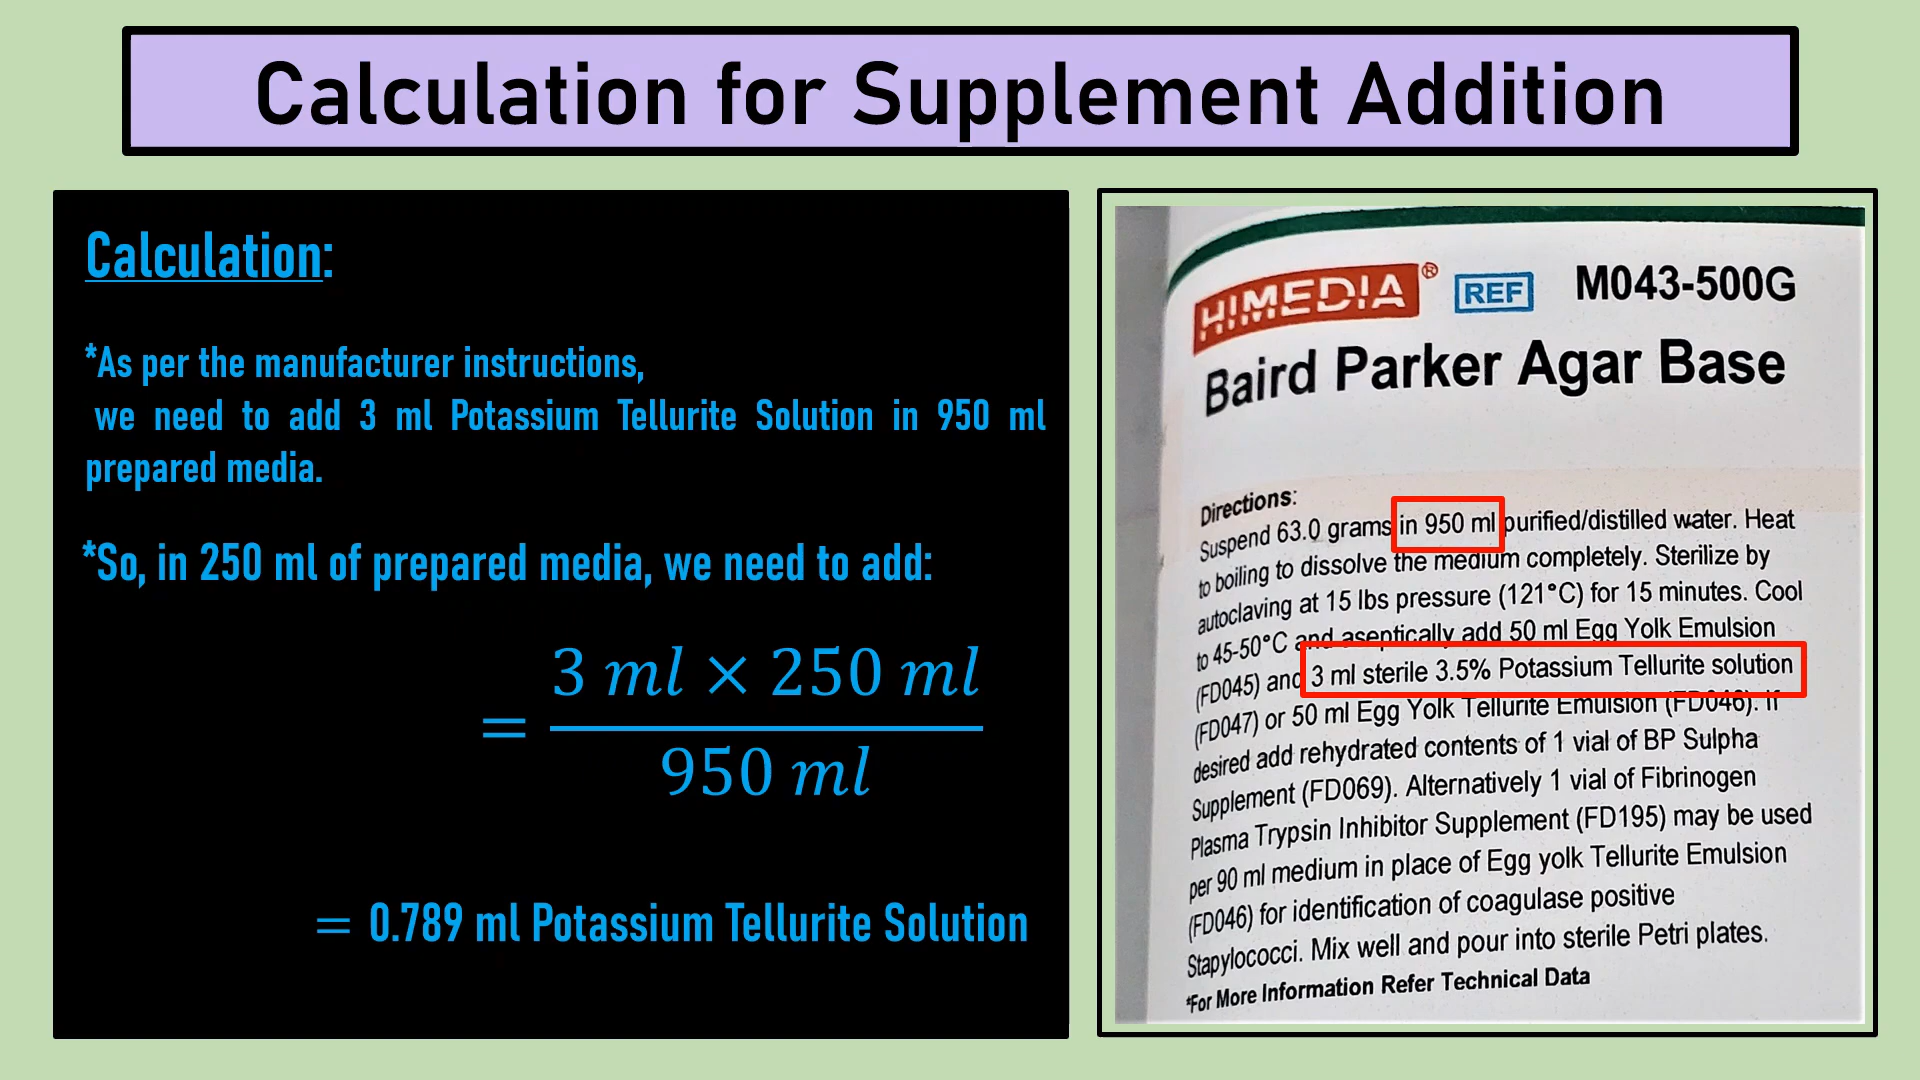 Calculation for Supplement Addition
Calculation:
*As per the manufacturer instructions,
we need to add 3 ml Potassium Tellurite Solution in 950 ml
prepared media.
*So, in 250 ml of prepared media, we need to add:
= 3 ml × 250 ml
950 ml
= 0.789 ml Potassium Tellurite Solution
HIMEDIA® REF M043-500G
Baird Parker Agar Base
Directions:
Suspend 63.0 grams in 950 ml purified/distilled water. Heat
to boiling to dissolve the medium completely. Sterilize by
autoclaving at 15 lbs pressure (121°C) for 15 minutes. Cool
to 45-50°C and aseptically add 50 ml Egg Yolk Emulsion
(FD045) and 3 ml sterile 3.5% Potassium Tellurite solution
(FD047) or 50 ml Egg Yolk Tellurite Emulsion (FD046). If
desired add rehydrated contents of 1 vial of BP Sulpha
Supplement (FD069). Alternatively 1 vial of Fibrinogen
Plasma Trypsin Inhibitor Supplement (FD195) may be used
per 90 ml medium in place of Egg yolk Tellurite Emulsion
(FD046) for identification of coagulase positive
Stapylococci. Mix well and pour into sterile Petri plates.
*For More Information Refer Technical Data